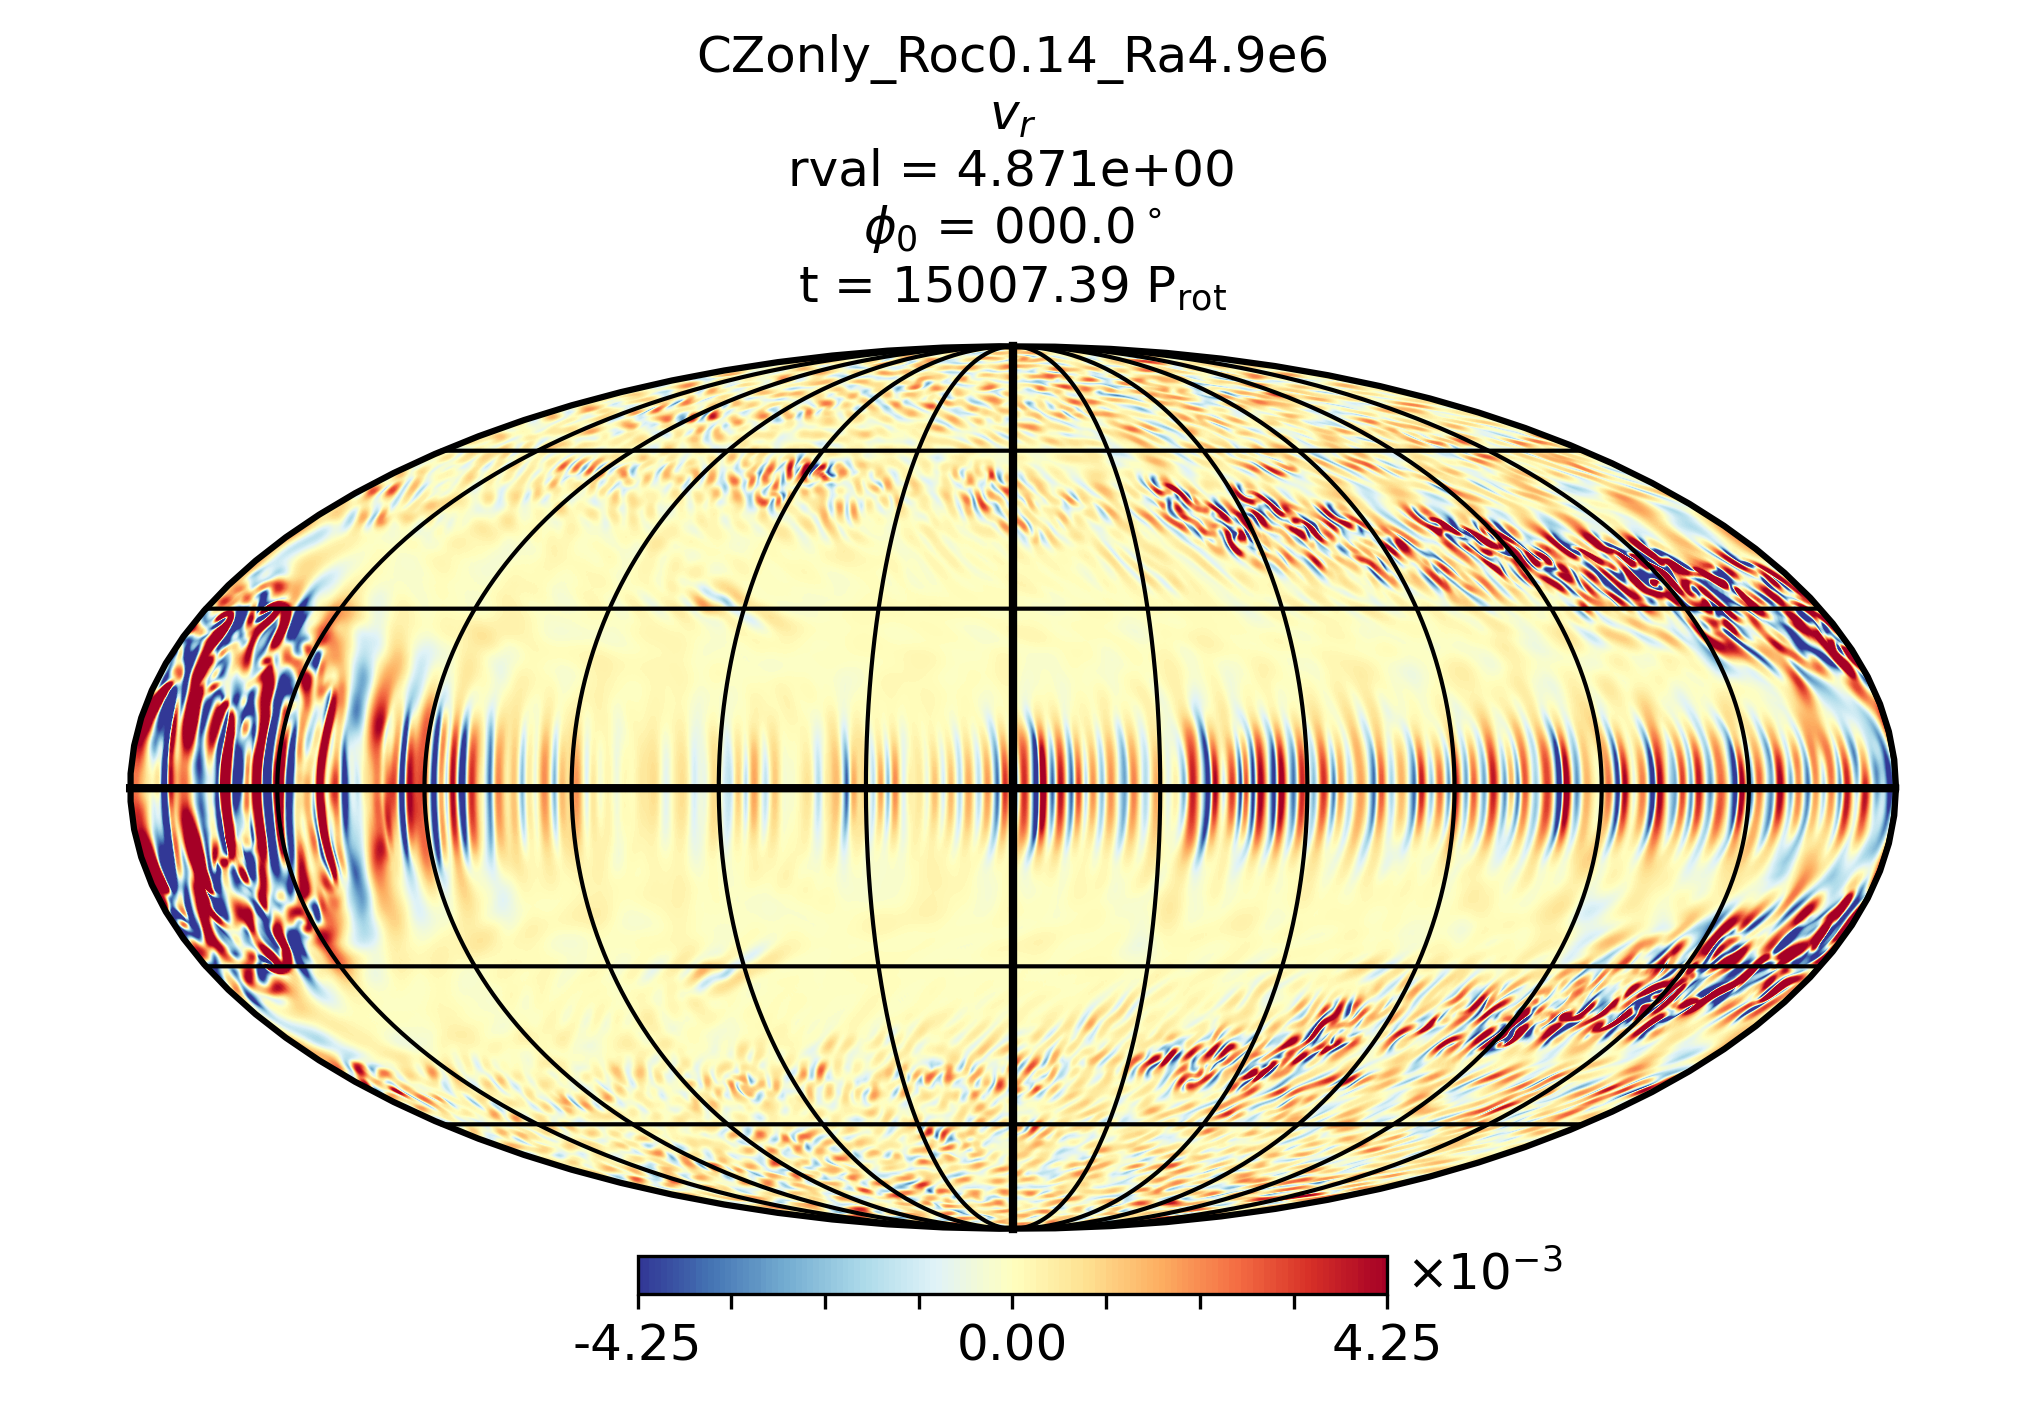 CZonly_Roc0.14_Ra4.9e6
v_r
rval = 4.871e+00
ϕ₀ = 000.0°
t = 15007.39 P_rot
×10⁻³
-4.25 0.00 4.25